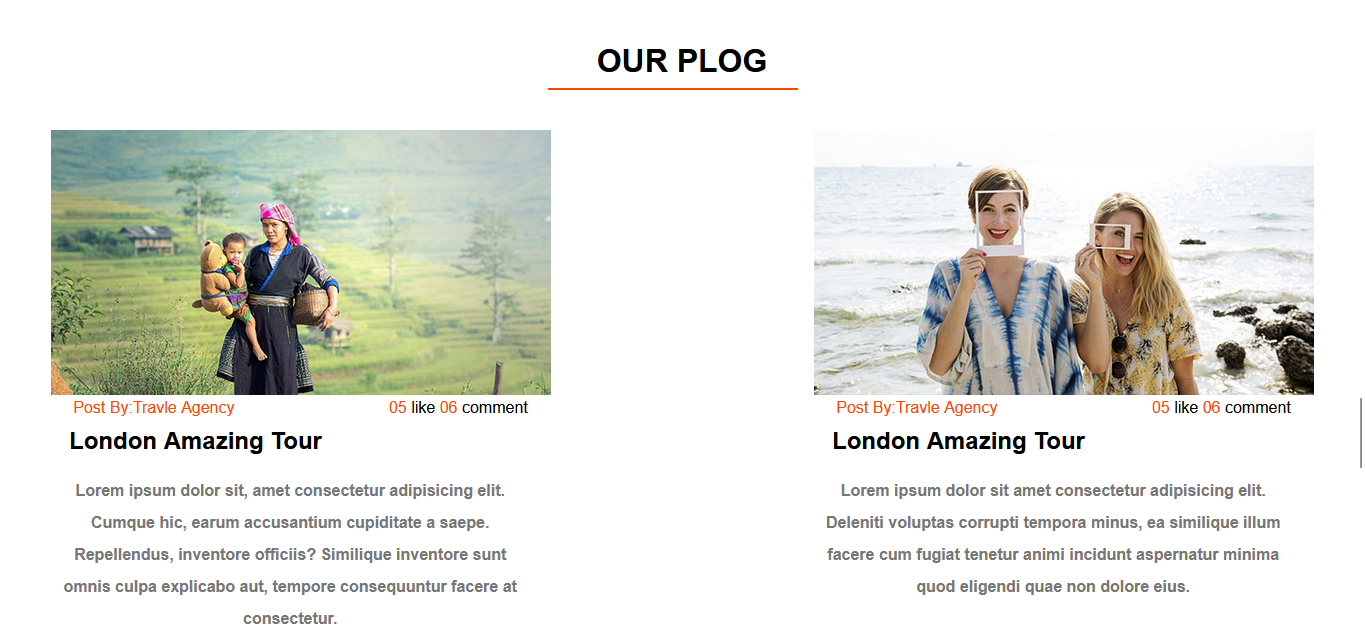 OUR PLOG
Post By:Travle Agency
05 like 06 comment
London Amazing Tour
Lorem ipsum dolor sit, amet consectetur adipisicing elit.
Cumque hic, earum accusantium cupiditate a saepe.
Repellendus, inventore officiis? Similique inventore sunt
omnis culpa explicabo aut, tempore consequuntur facere at
consectetur.
Post By:Travle Agency
05 like 06 comment
London Amazing Tour
Lorem ipsum dolor sit amet consectetur adipisicing elit.
Deleniti voluptas corrupti tempora minus, ea similique illum
facere cum fugiat tenetur animi incidunt aspernatur minima
quod eligendi quae non dolore eius.